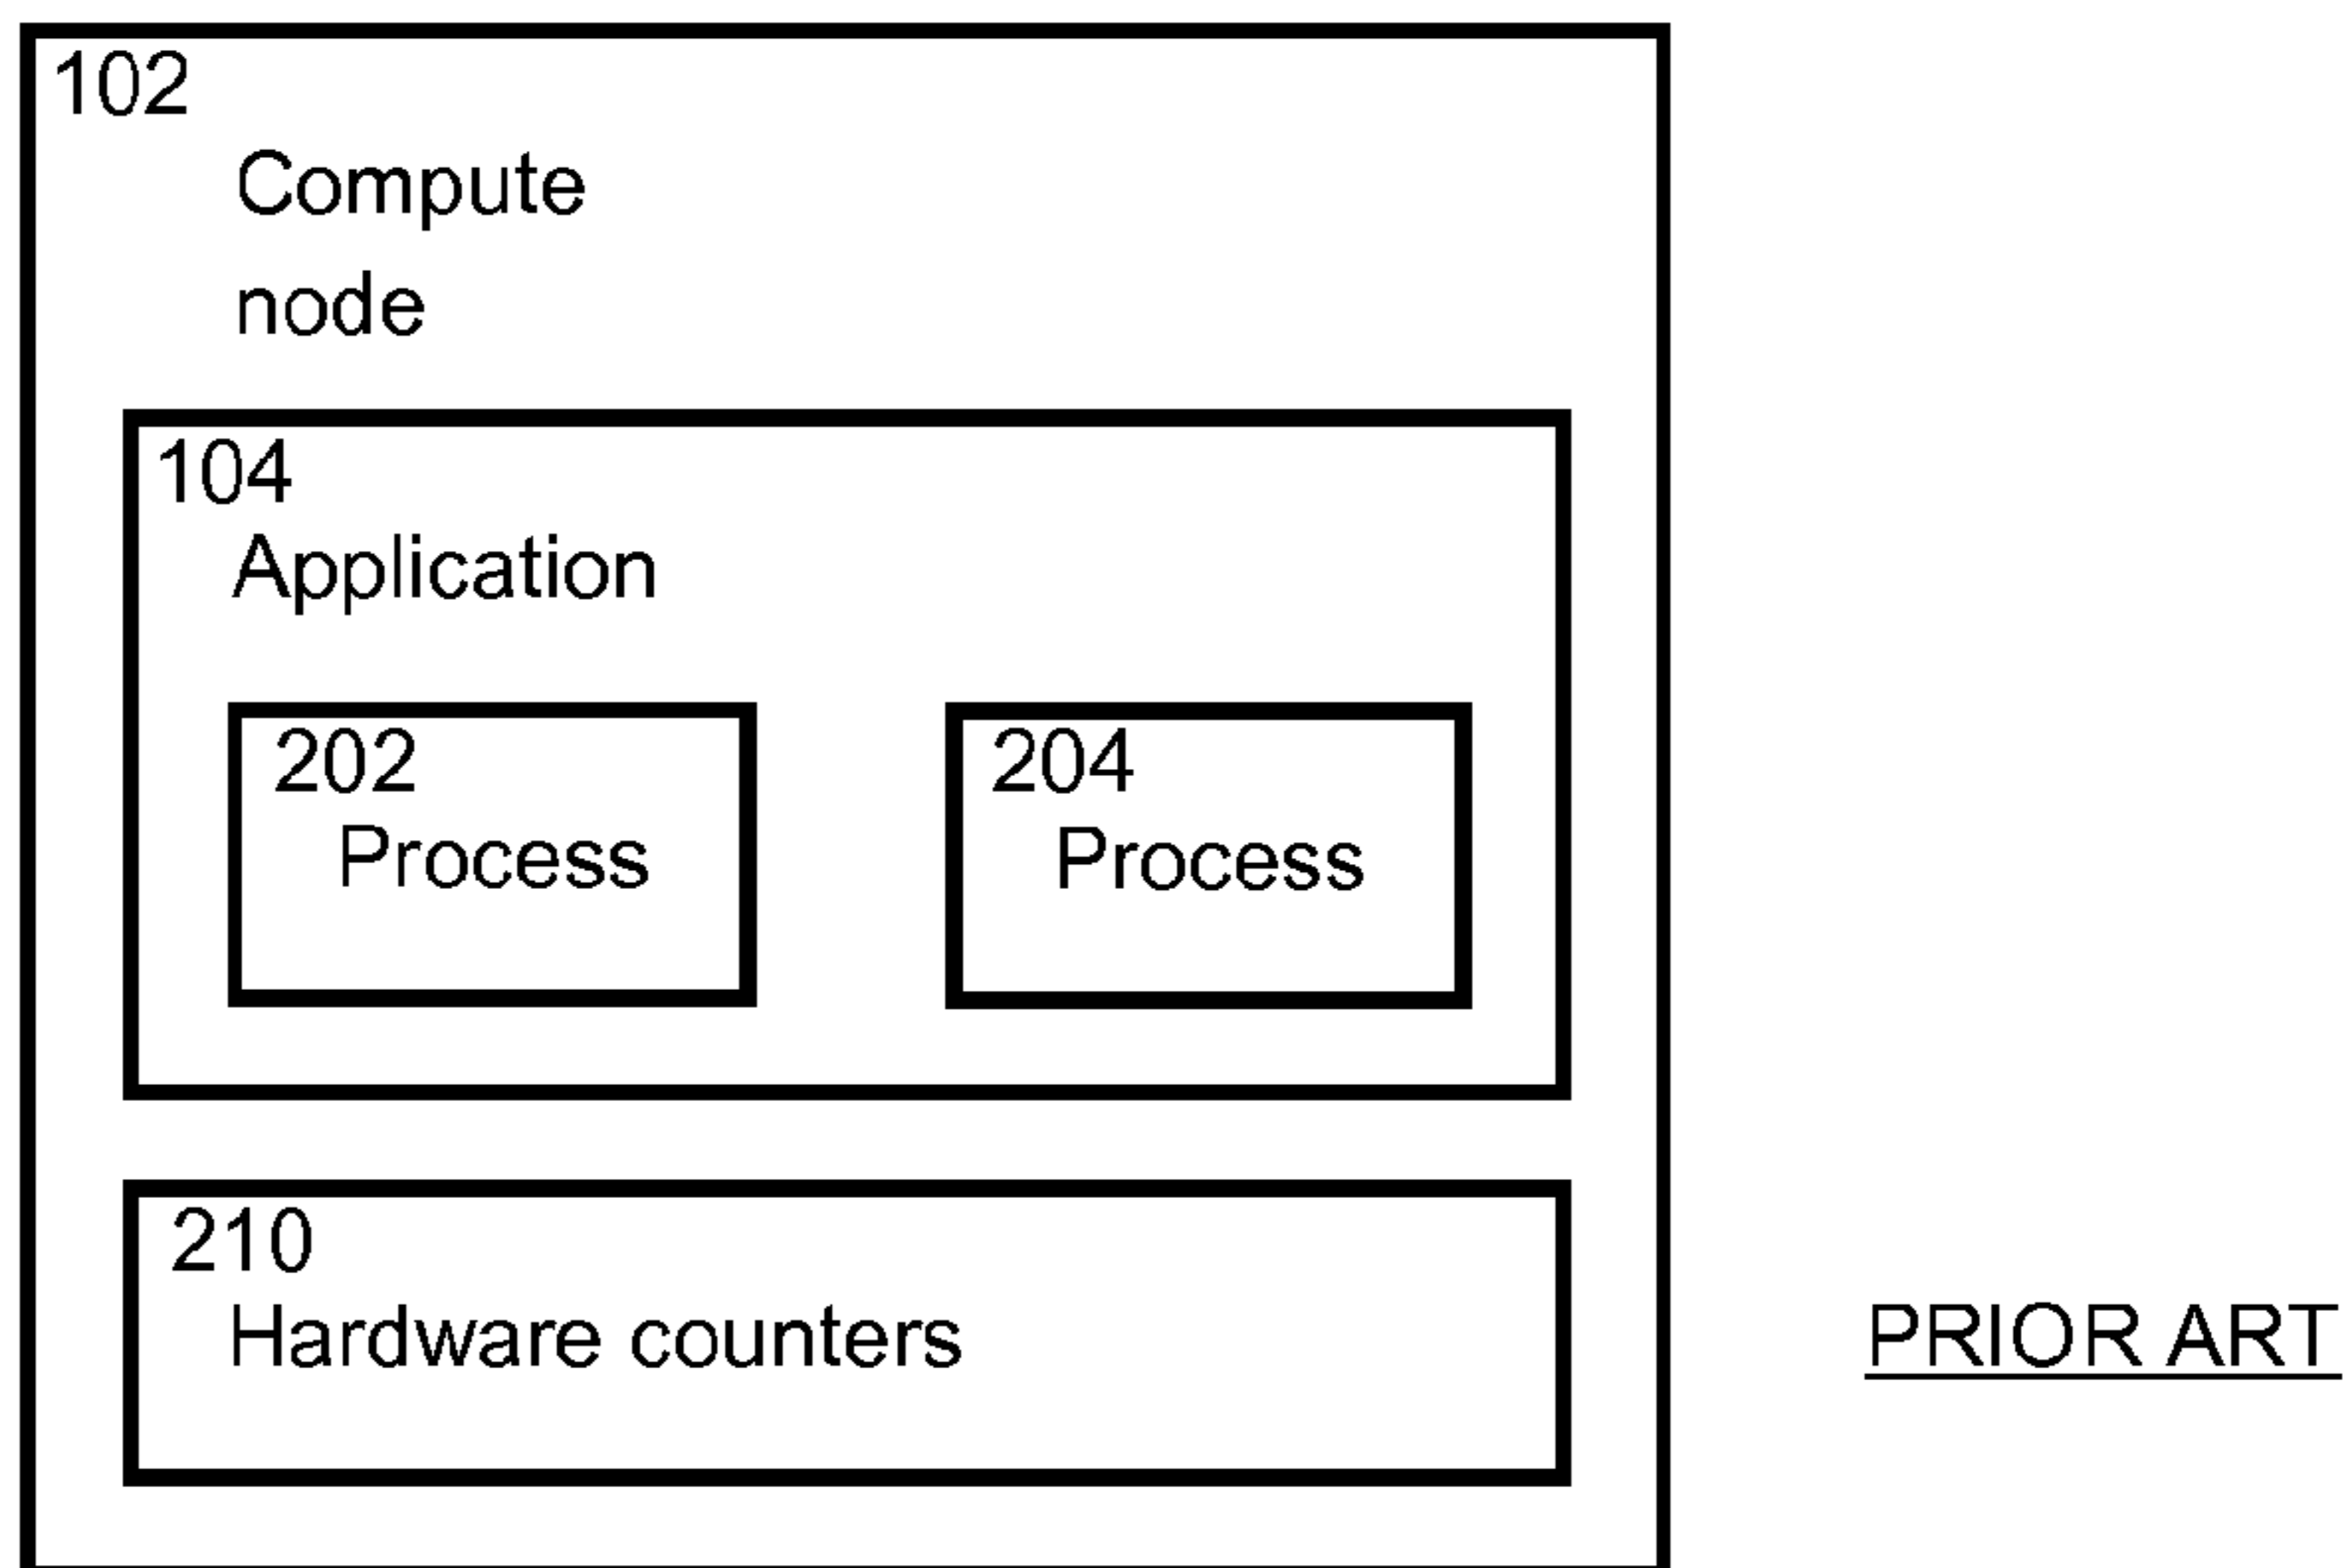 102
Compute
node
104
Application
202
Process
204
Process
210
Hardware counters
PRIOR ART